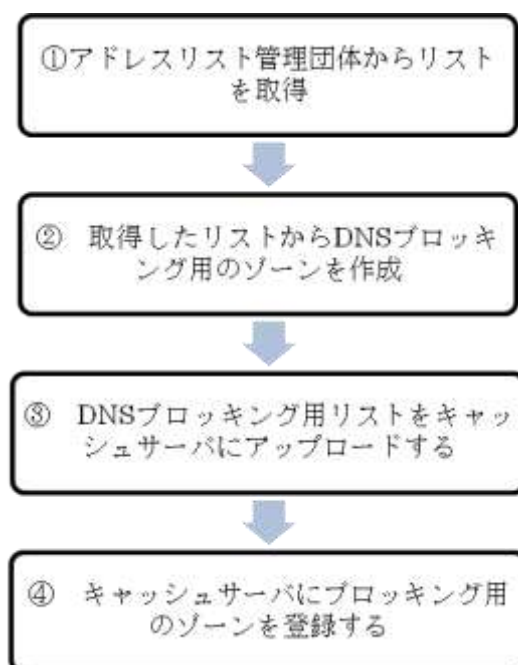 ①アドレスリスト管理団体からリスト
を取得
② 取得したリストからDNSブロッキ
ング用のゾーンを作成
③ DNSブロッキング用リストをキャッ
シュサーバにアップロードする
④ キャッシュサーバにブロッキング用
のゾーンを登録する